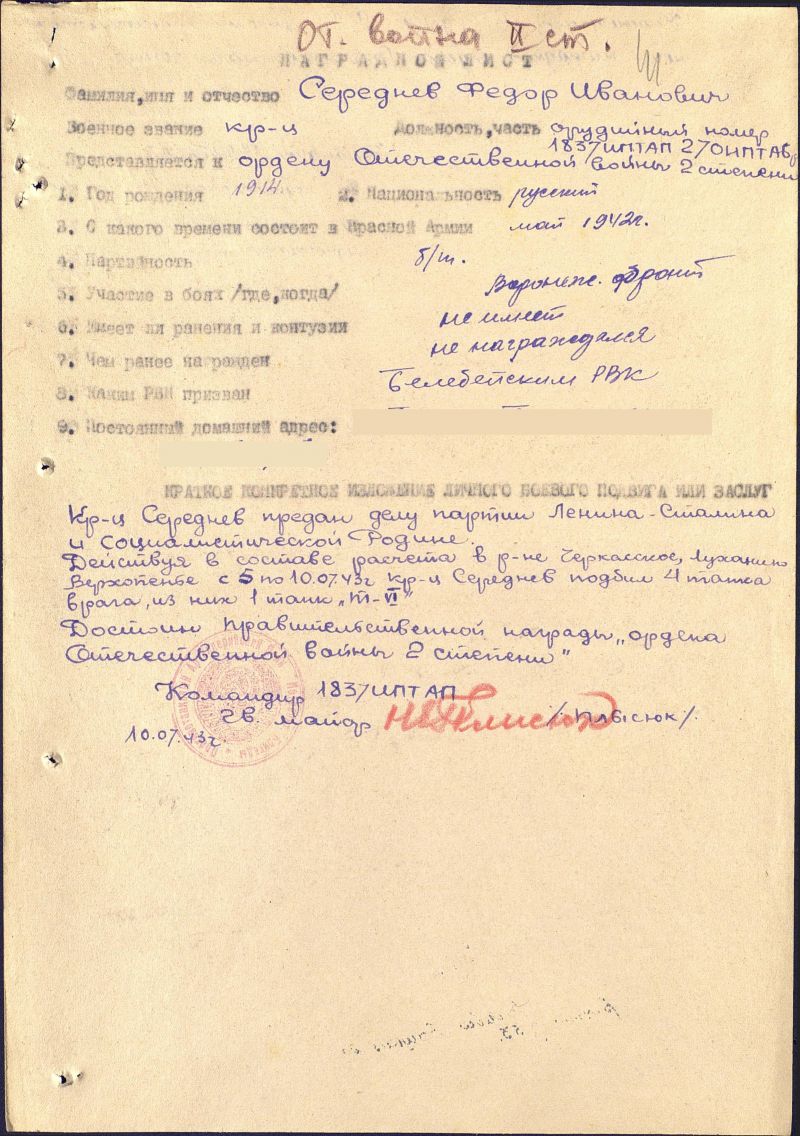 От. война II ст.
НАГРАДНОЙ ЛИСТ
Фамилия, имя и отчество Середнев Федор Иванович
Военное звание кр-ц Должность, часть орудийный номер
1837 ИПТАП 27 ОИПТАбр
Представляется к ордену Отечественной войны 2 степени
1. Год рождения 1914 2. Национальность русский
3. С какого времени состоит в Красной Армии май 1942г.
4. Партийность б/п.
5. Участие в боях /где, когда/ Воронеж. фронт
6. Имеет ли ранения и контузии не имеет
7. Чем ранее награжден не награждался
8. Каким РВК призван Белебейским РВК
9. Постоянный домашний адрес:
КРАТКОЕ КОНКРЕТНОЕ ИЗЛОЖЕНИЕ ЛИЧНОГО БОЕВОГО ПОДВИГА ИЛИ ЗАСЛУГ
Кр-ц Середнев предан делу партии Ленина-Сталина
и социалистической Родине.
Действуя в составе расчета в р-не Черкасское, Луханино
Верхопенье с 5 по 10.07.43г кр-ц Середнев подбил 4 танка
врага, из них 1 танк „Т-VI"
Достоин правительственной награды „ордена
Отечественной войны 2 степени"
Командир 1837 ИПТАП
Гв. майор /Плысюк/.
10.07.43г